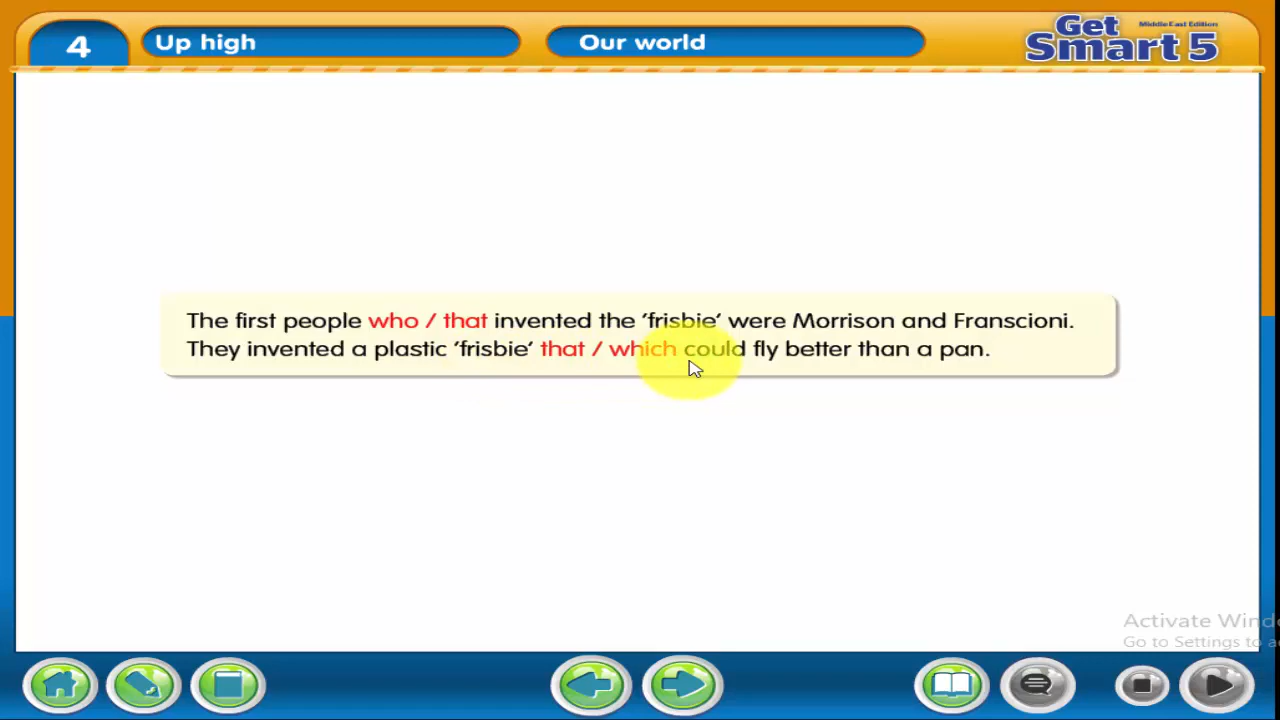 4
Up high
Our world
Get
Smart 5
Middle East Edition
The first people who / that invented the ‘frisbie’ were Morrison and Franscioni.
They invented a plastic ‘frisbie’ that / which could fly better than a pan.
Activate Wind
Go to Settings to a